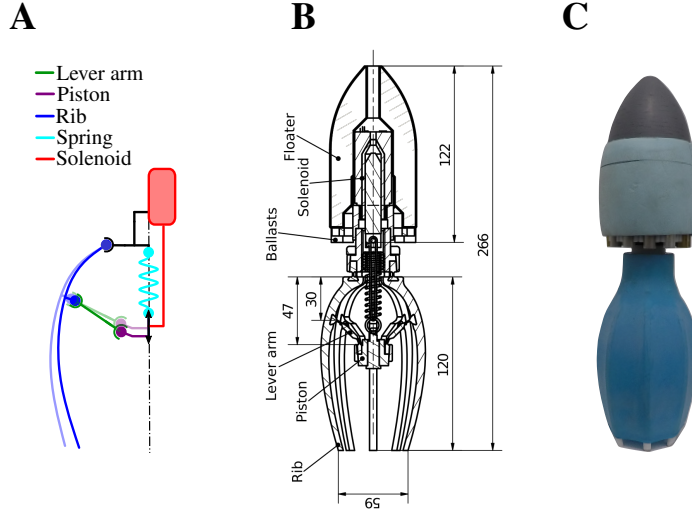 A
B
C
Lever arm
Piston
Rib
Spring
Solenoid
Floater
Solenoid
Ballasts
Lever arm
Piston
Rib
47
30
122
266
120
59